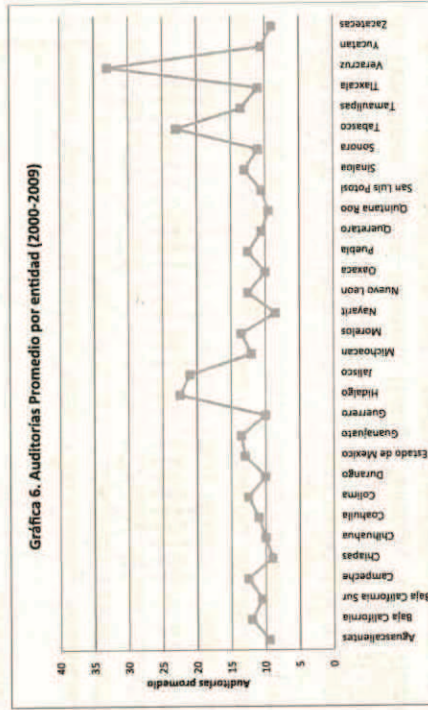 Gráfica 6. Auditorías Promedio por entidad (2000-2009)
Auditorías promedio
40
35
30
25
20
15
10
5
0
Aguascalientes
Baja California
Baja California Sur
Campeche
Chiapas
Chihuahua
Coahuila
Colima
Durango
Estado de Mexico
Guanajuato
Guerrero
Hidalgo
Jalisco
Michoacan
Morelos
Nayarit
Nuevo Leon
Oaxaca
Puebla
Queretaro
Quintana Roo
San Luis Potosi
Sinaloa
Sonora
Tabasco
Tamaulipas
Tlaxcala
Veracruz
Yucatan
Zacatecas